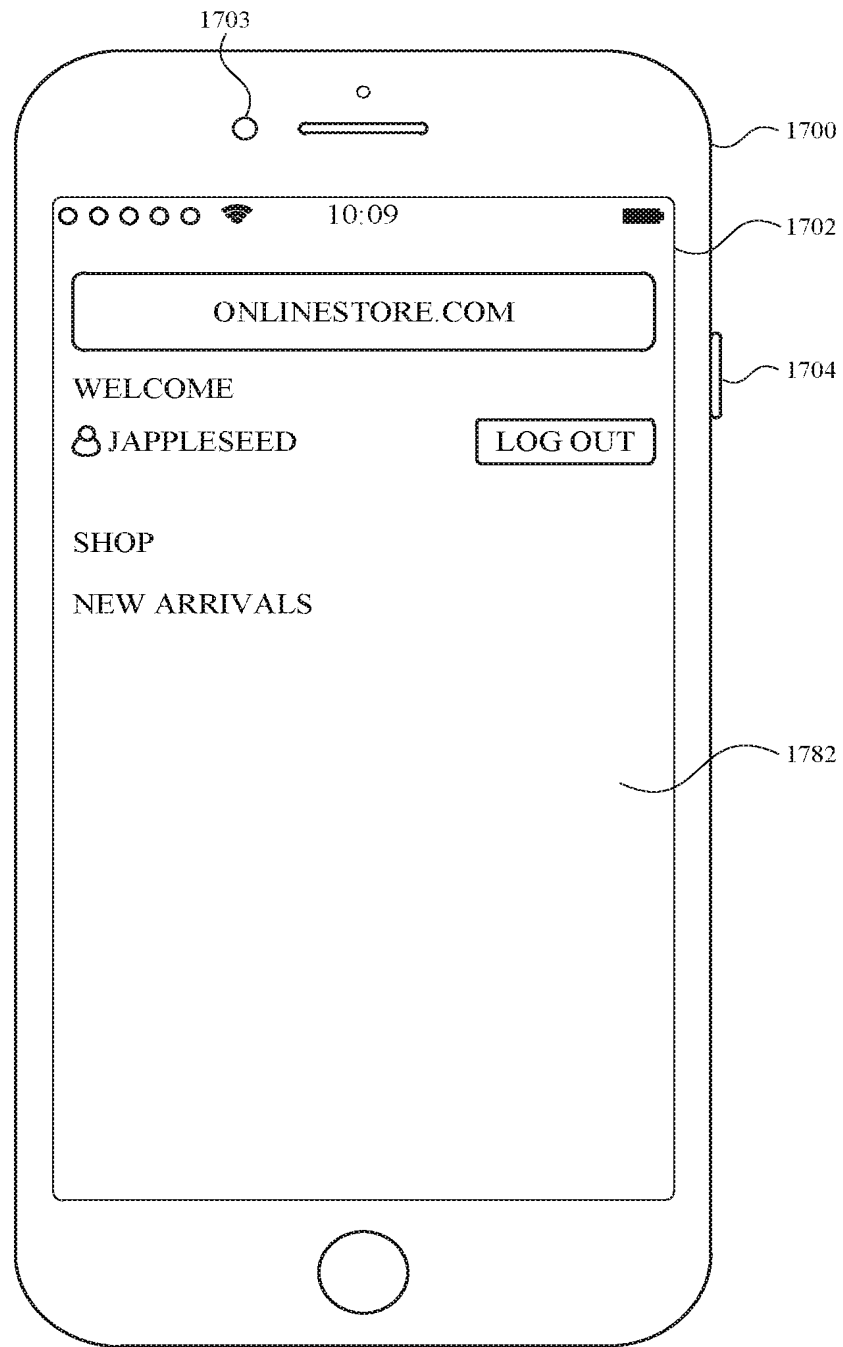 1703
1700
10:09
1702
ONLINESTORE.COM
WELCOME
1704
JAPPLESEED
LOG OUT
SHOP
NEW ARRIVALS
1782